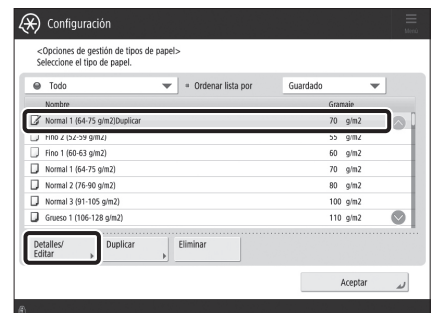 Configuración
Menú
<Opciones de gestión de tipos de papel>
Seleccione el tipo de papel.
Todo
Ordenar lista por
Guardado
Nombre Gramaje
Normal 1 (64-75 g/m2)Duplicar 70 g/m2
Fino 2 (52-59 g/m2) 55 g/m2
Fino 1 (60-63 g/m2) 60 g/m2
Normal 1 (64-75 g/m2) 70 g/m2
Normal 2 (76-90 g/m2) 80 g/m2
Normal 3 (91-105 g/m2) 100 g/m2
Grueso 1 (106-128 g/m2) 110 g/m2
Detalles/
Editar
Duplicar
Eliminar
Aceptar